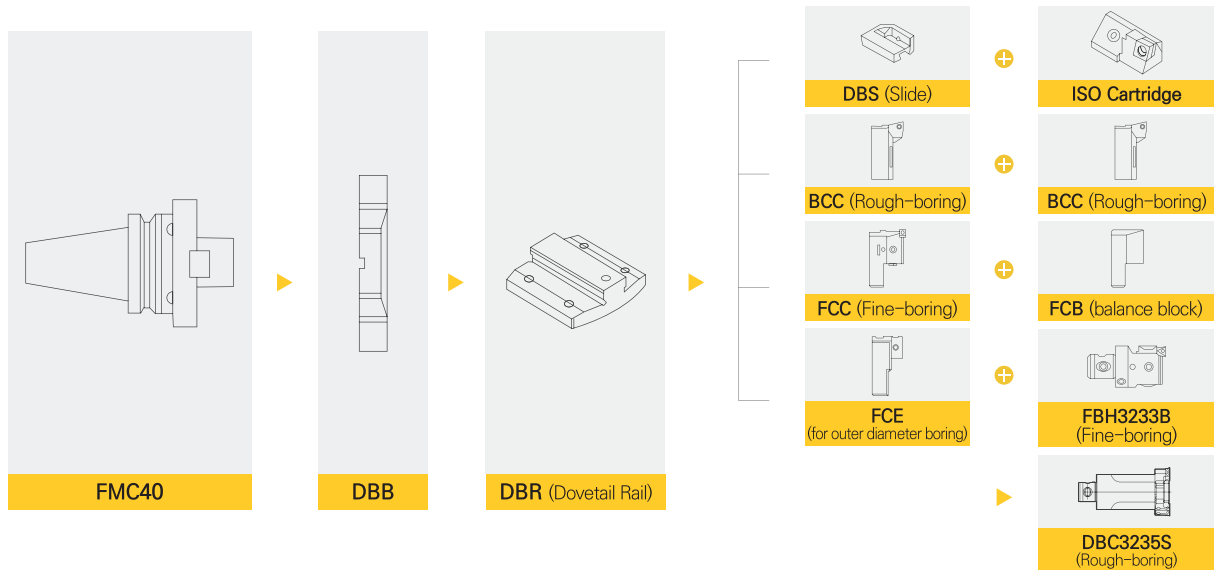 DBS (Slide)
ISO Cartridge
BCC (Rough-boring)
BCC (Rough-boring)
FCC (Fine-boring)
FCB (balance block)
FCE
(for outer diameter boring)
FBH3233B
(Fine-boring)
FMC40
DBB
DBR (Dovetail Rail)
DBC3235S
(Rough-boring)